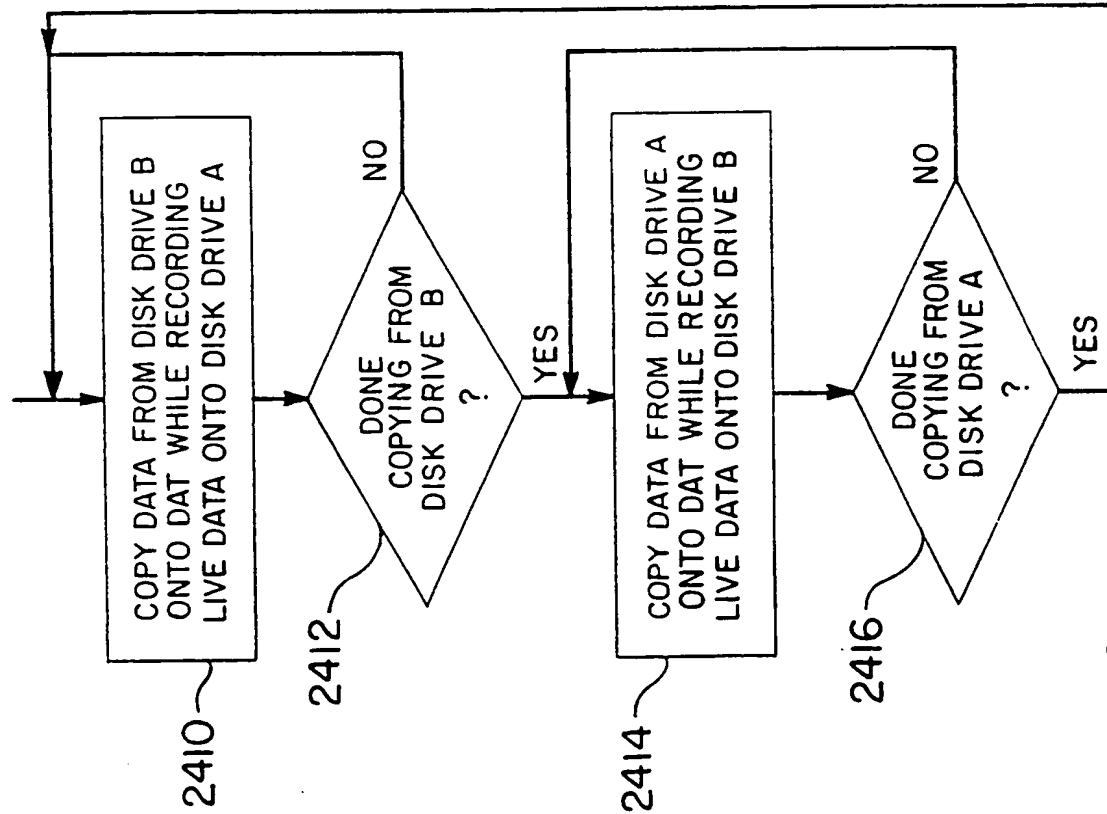 COPY DATA FROM DISK DRIVE B
ONTO DAT WHILE RECORDING
LIVE DATA ONTO DISK DRIVE A
2410
DONE
COPYING FROM
DISK DRIVE B
?
NO
YES
2412
COPY DATA FROM DISK DRIVE A
ONTO DAT WHILE RECORDING
LIVE DATA ONTO DISK DRIVE B
2414
DONE
COPYING FROM
DISK DRIVE A
?
NO
YES
2416